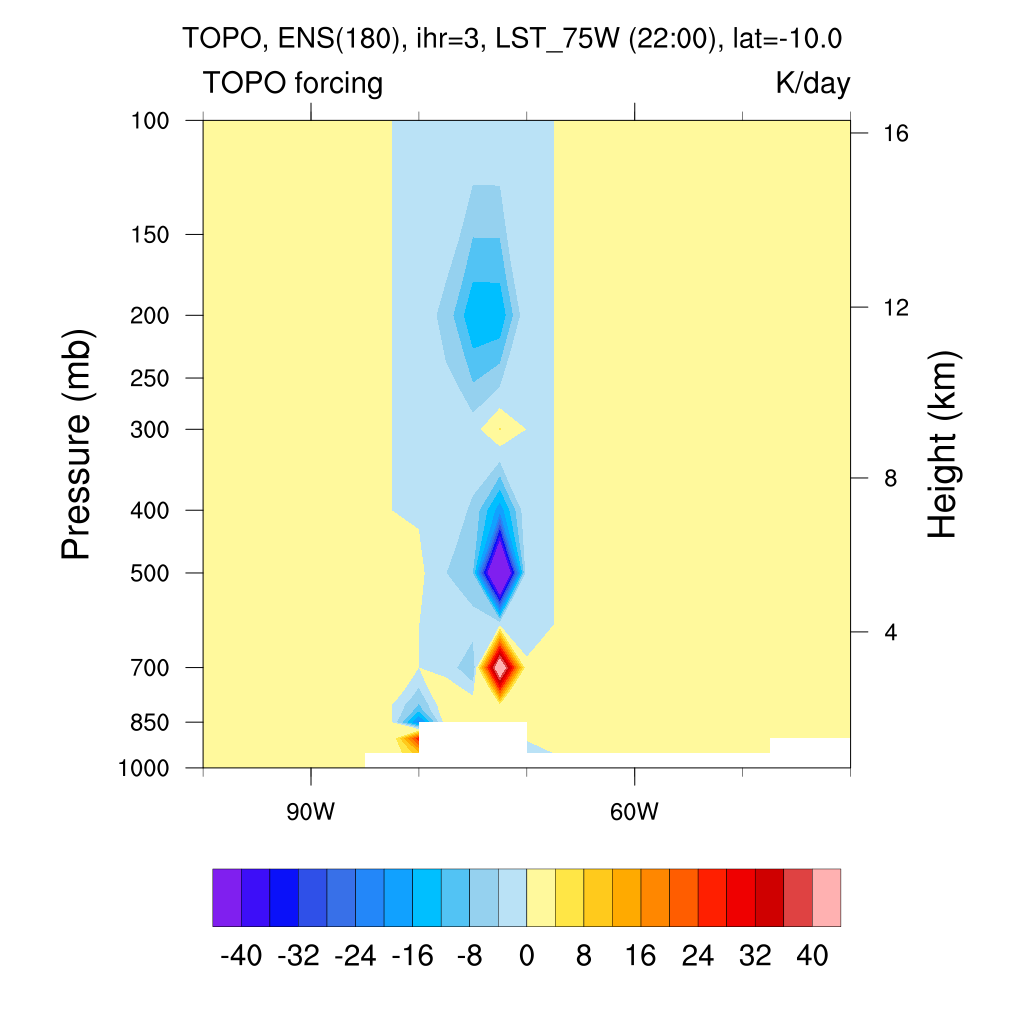 TOPO, ENS(180), ihr=3, LST_75W (22:00), lat=-10.0
TOPO forcing K/day
100
150
200
250
300
400
500
700
850
1000
Pressure (mb)
16
12
8
4
Height (km)
90W 60W
-40 -32 -24 -16 -8 0 8 16 24 32 40